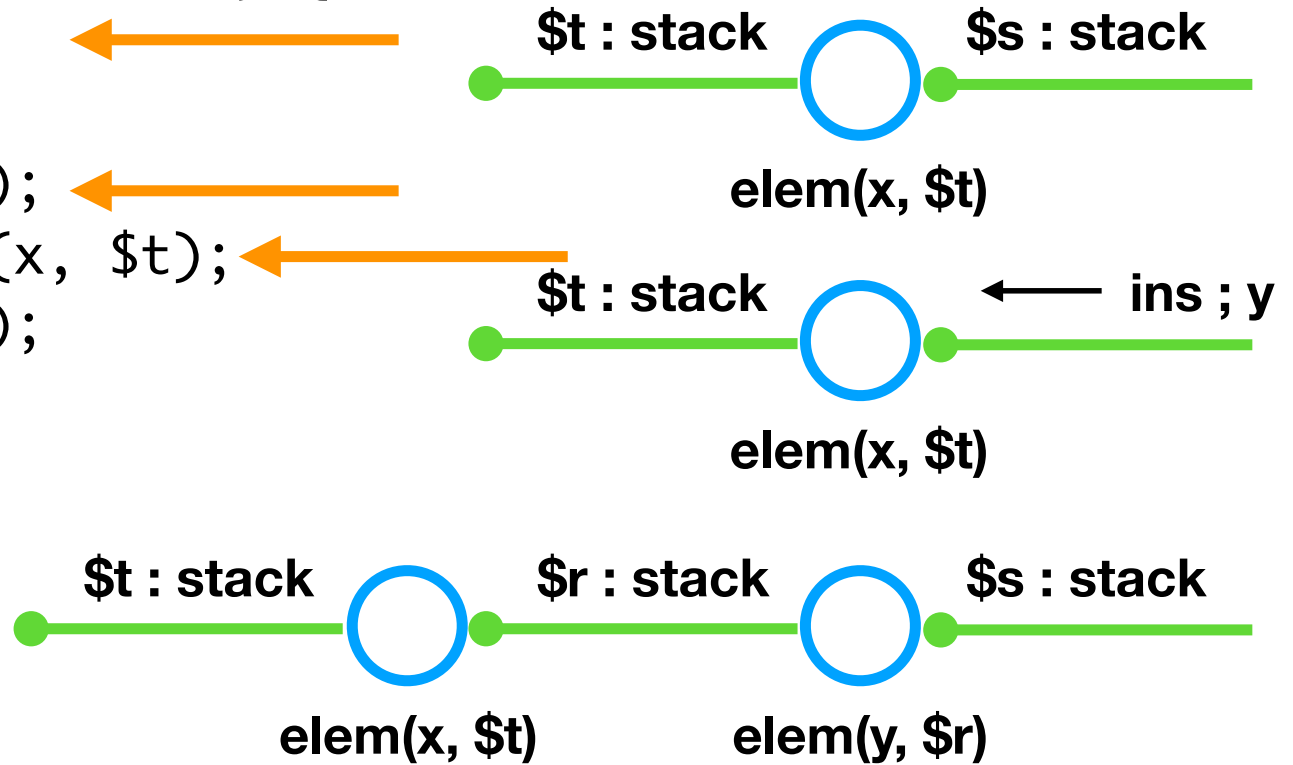 $t : stack
$s : stack
elem(x, $t)
);
(x, $t);
);
$t : stack
ins ; y
elem(x, $t)
$t : stack
$r : stack
$s : stack
elem(x, $t)
elem(y, $r)